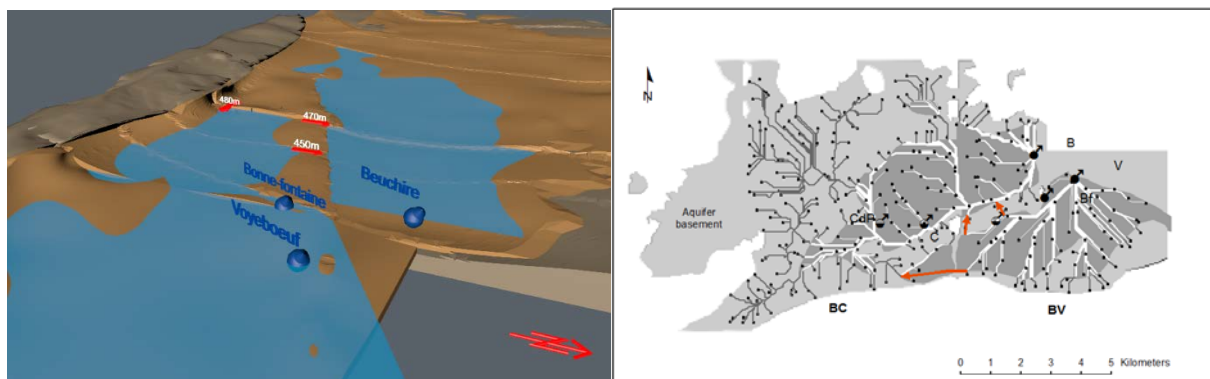 480m
470m
450m
Bonne-fontaine
Beuchire
Voyeboeuf
N
B
V
Bf
CdP
C
Aquifer
basement
BC
BV
0 1 2 3 4 5 Kilometers